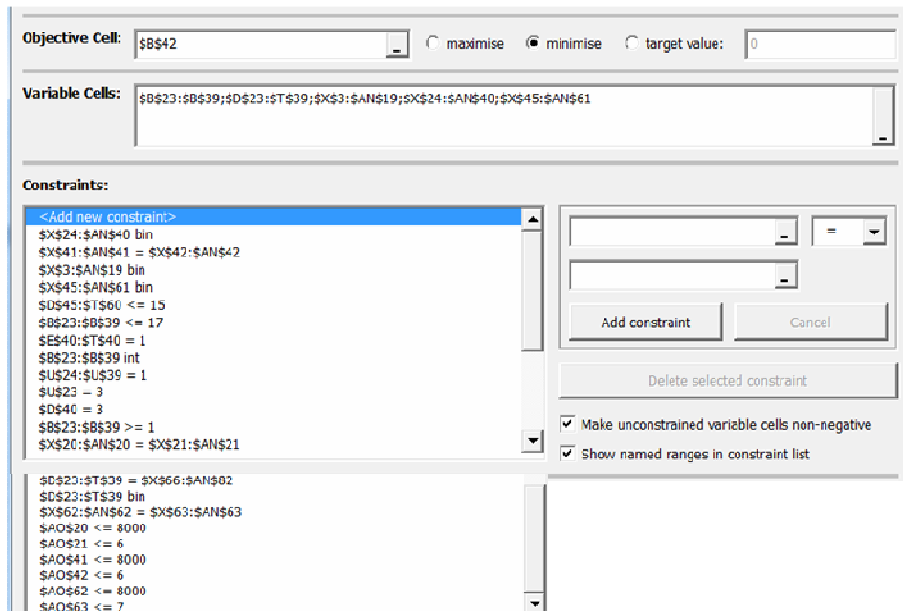 Objective Cell: $B$42 maximise minimise target value: 0
Variable Cells: $B$23:$B$39;$D$23:$T$39;$X$3:$AN$19;$X$24:$AN$40;$X$45:$AN$61
Constraints:
<Add new constraint>
$X$24:$AN$40 bin
$X$41:$AN$41 = $X$42:$AN$42
$X$3:$AN$19 bin
$X$45:$AN$61 bin
$D$45:$T$60 <= 15
$B$23:$B$39 <= 17
$E$40:$T$40 = 1
$B$23:$B$39 int
$U$24:$U$39 = 1
$U$23 = 3
$D$40 = 3
$B$23:$B$39 >= 1
$X$20:$AN$20 = $X$21:$AN$21
=
Add constraint Cancel
Delete selected constraint
Make unconstrained variable cells non-negative
Show named ranges in constraint list
$D$23:$T$39 = $X$66:$AN$82
$D$23:$T$39 bin
$X$62:$AN$62 = $X$63:$AN$63
$AO$20 <= 8000
$AO$21 <= 6
$AO$41 <= 8000
$AO$42 <= 6
$AO$62 <= 8000
$AO$63 <= 7